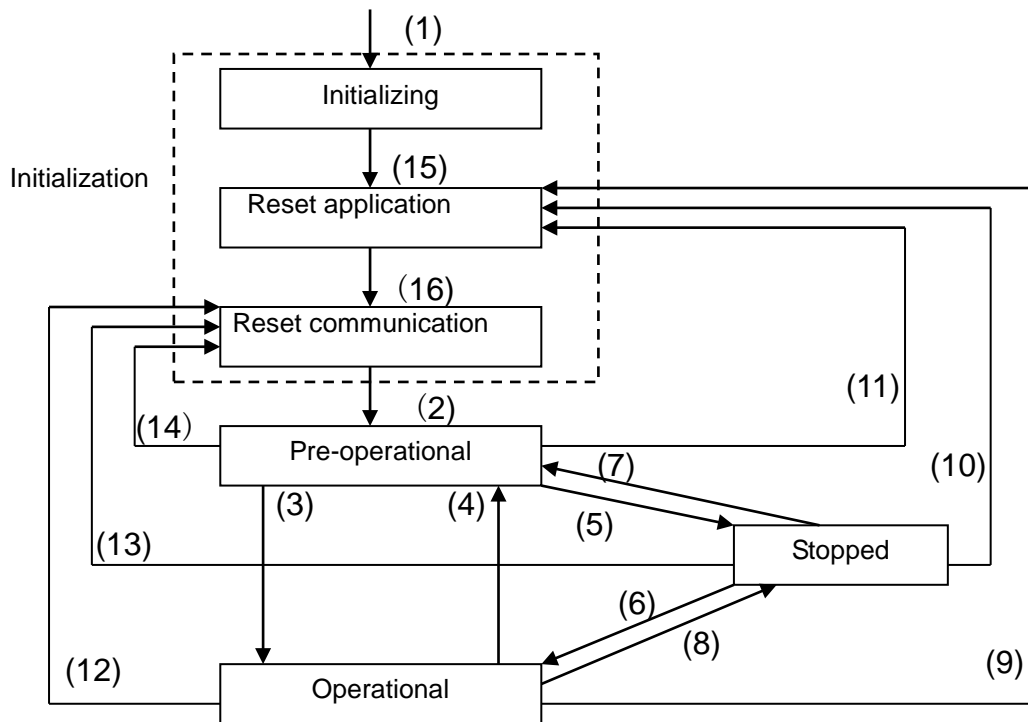 (1)
Initializing
Initialization
(15)
Reset application
（16)
Reset communication
(11)
（2)
(14）
Pre-operational
(7)
(10)
(3)
(4)
(5)
(13)
Stopped
(6)
(8)
(12)
Operational
(9)